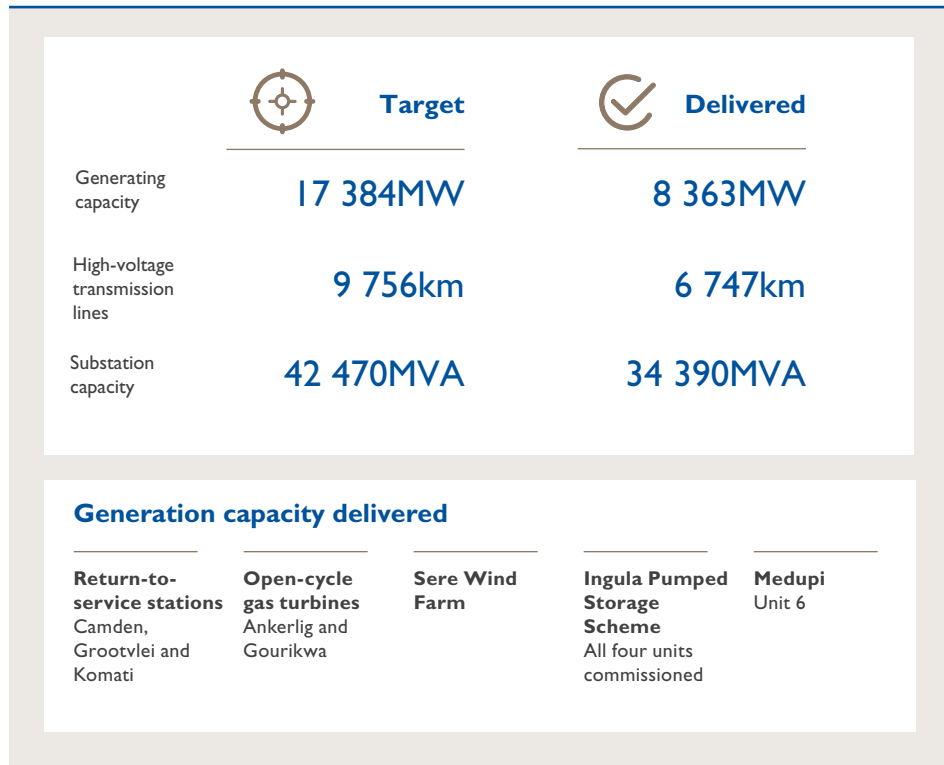 Target
Delivered
Generating
capacity
17 384MW
8 363MW
High-voltage
transmission
lines
9 756km
6 747km
Substation
capacity
42 470MVA
34 390MVA
Generation capacity delivered
Return-to-
service stations
Camden,
Grootvlei and
Komati
Open-cycle
gas turbines
Ankerlig and
Gourikwa
Sere Wind
Farm
Ingula Pumped
Storage
Scheme
All four units
commissioned
Medupi
Unit 6